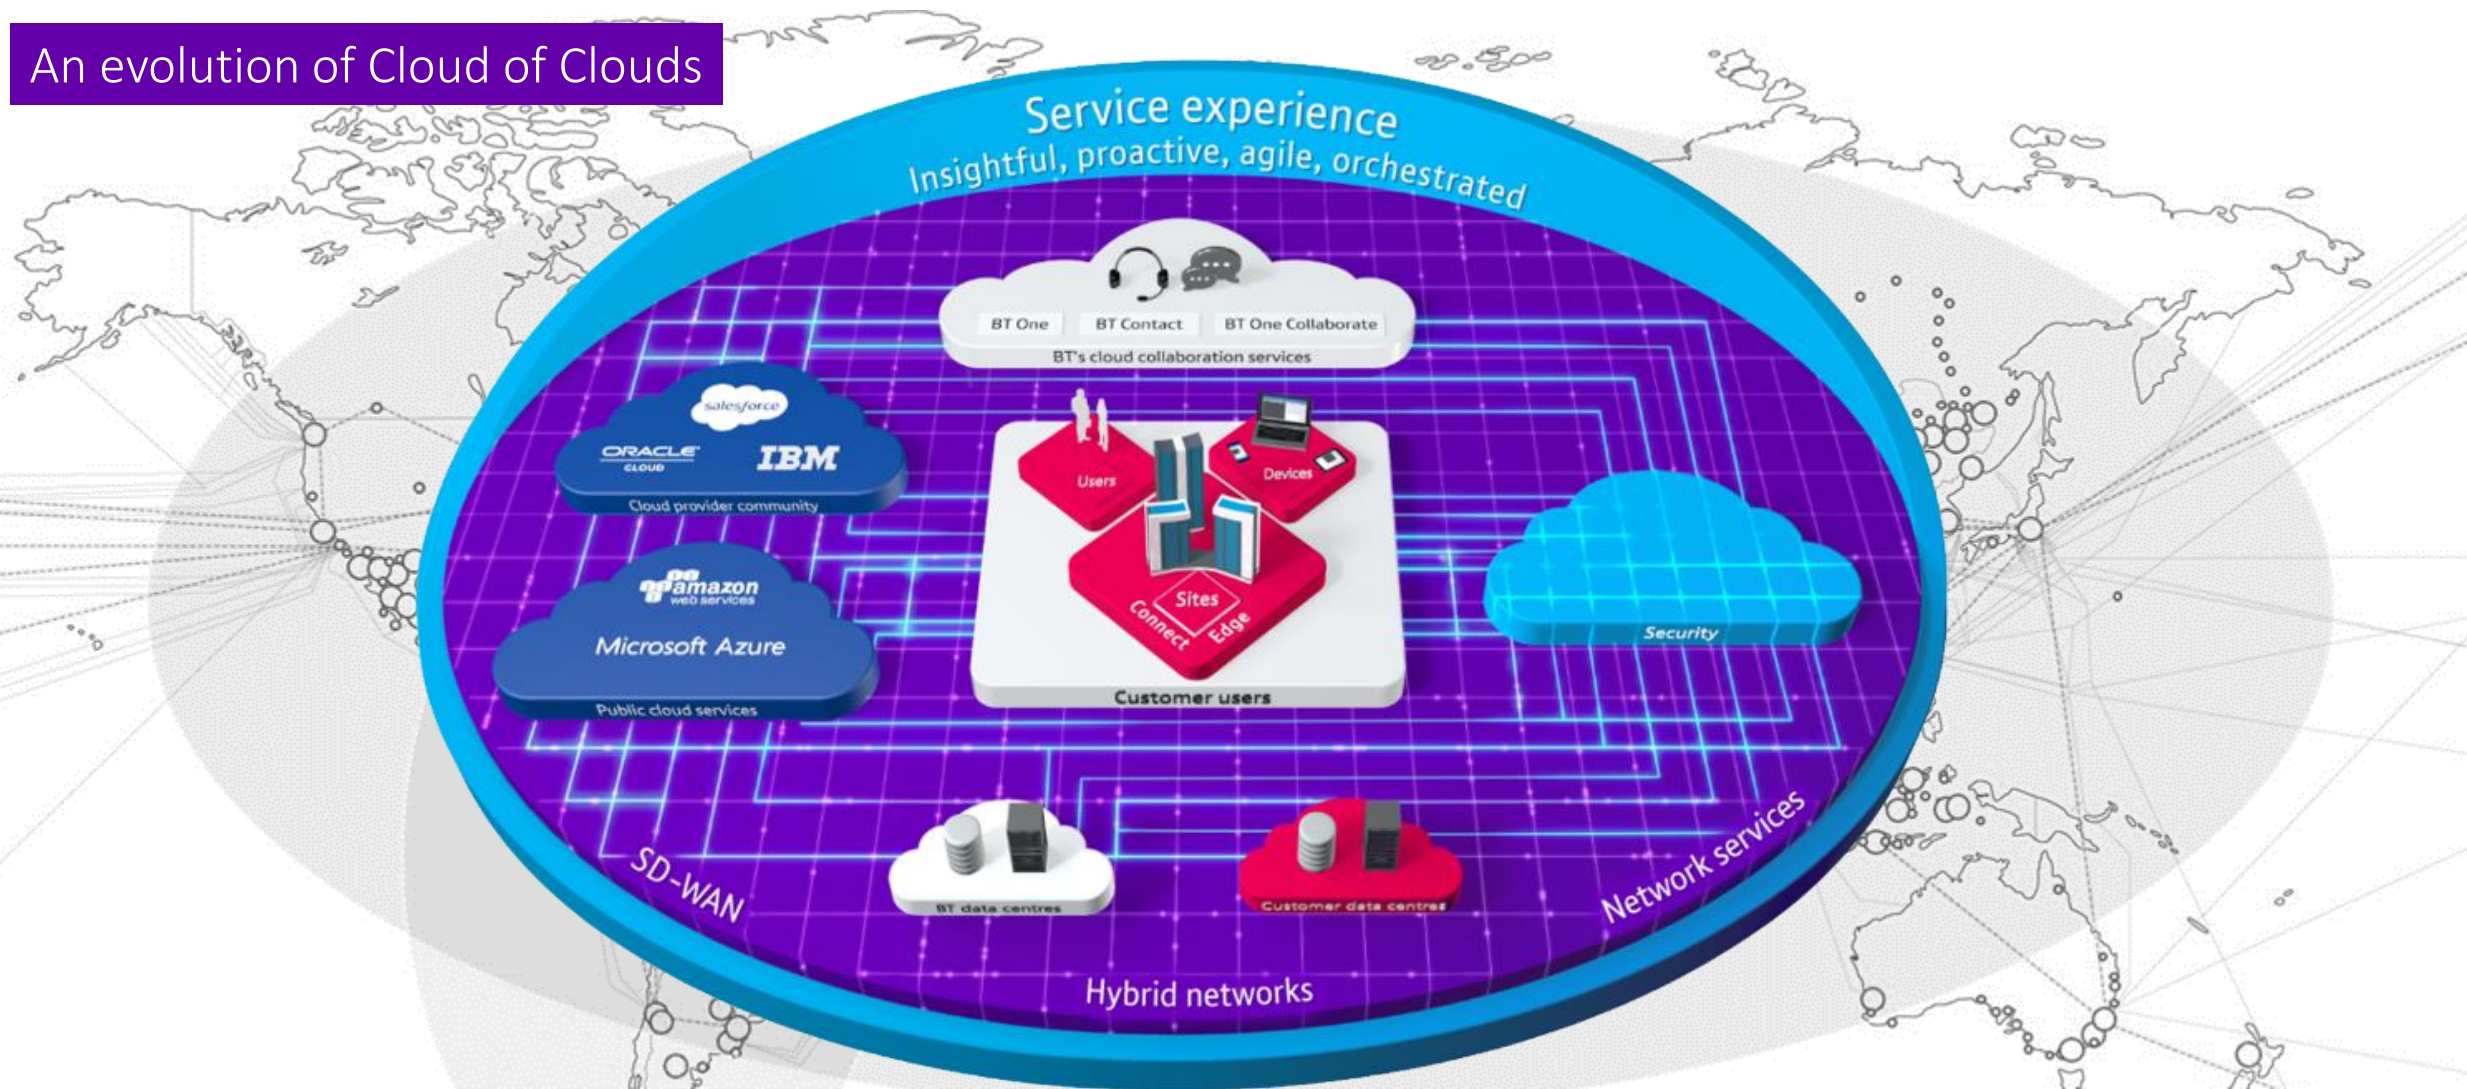 An evolution of Cloud of Clouds
Service experience
Insightful, proactive, agile, orchestrated
BT One
BT Contact
BT One Collaborate
BT's cloud collaboration services
salesforce
ORACLE
CLOUD
IBM
Cloud provider community
Users
Devices
Sites
Connect
Edge
Customer users
amazon
web services
Microsoft Azure
Public cloud services
Security
BT data centres
Customer data centres
SD-WAN
Network services
Hybrid networks